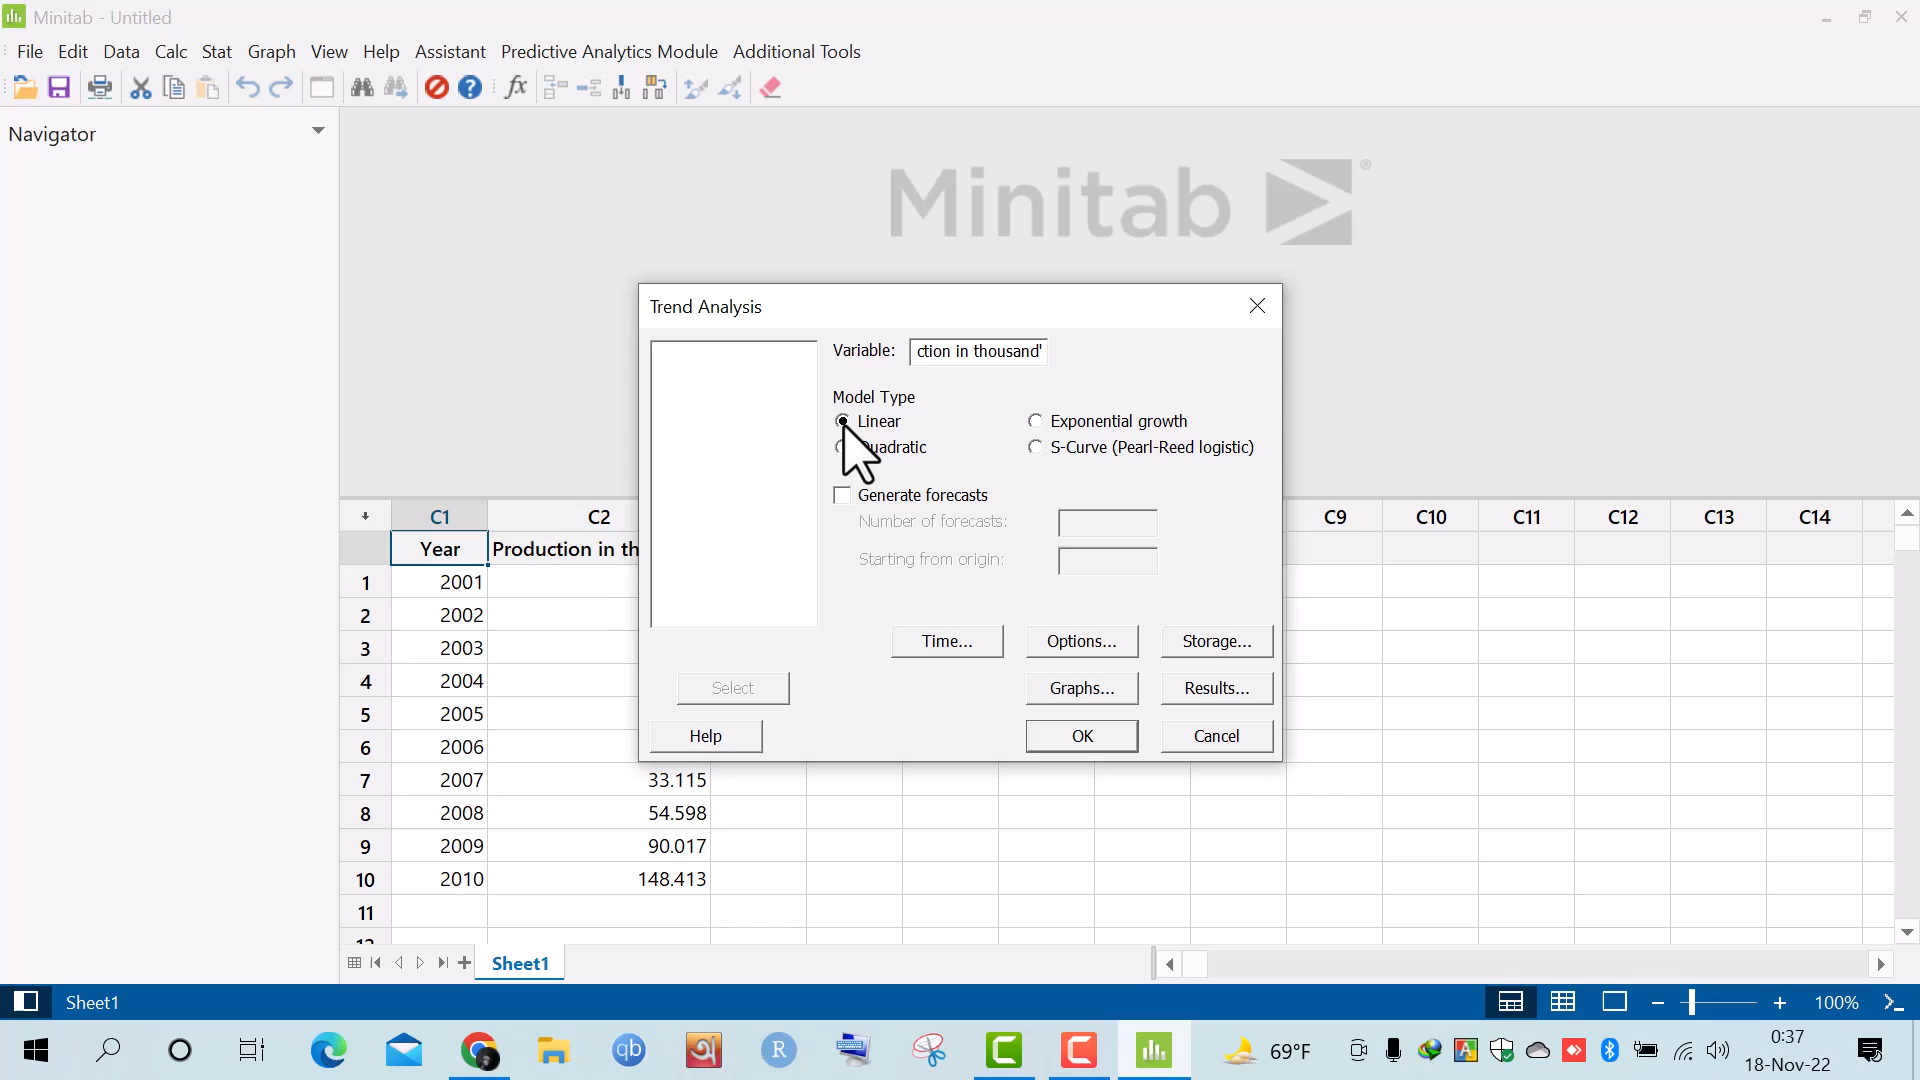 Minitab - Untitled
File Edit Data Calc Stat Graph View Help Assistant Predictive Analytics Module Additional Tools
Navigator
Minitab ®
Trend Analysis
Variable: ction in thousand'
Model Type
Linear Exponential growth
Quadratic S-Curve (Pearl-Reed logistic)
Generate forecasts
Number of forecasts:
Starting from origin:
Time... Options... Storage...
Select Graphs... Results...
Help OK Cancel
C1 C2 C9 C10 C11 C12 C13 C14
Year Production in th
1 2001
2 2002
3 2003
4 2004
5 2005
6 2006
7 2007 33.115
8 2008 54.598
9 2009 90.017
10 2010 148.413
11
Sheet1
Sheet1 100%
69°F 0:37
18-Nov-22